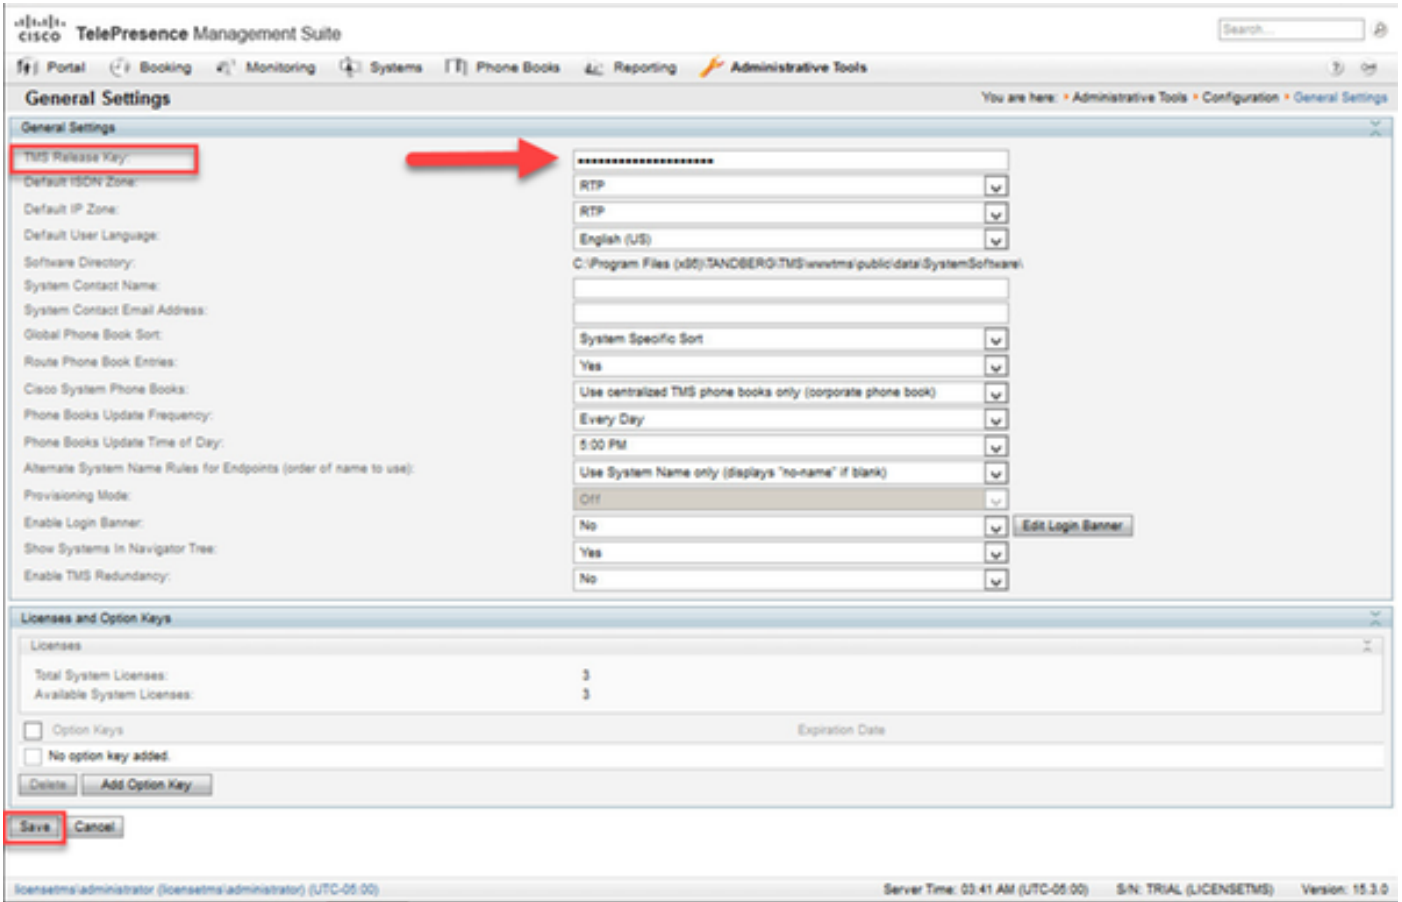 CISCO TelePresence Management Suite
Search...
Portal Booking Monitoring Systems Phone Books Reporting Administrative Tools
General Settings
You are here: Administrative Tools Configuration General Settings
General Settings
TMS Release Key: ••••••••••••••••••••
Default ISDN Zone: RTP
Default IP Zone: RTP
Default User Language: English (US)
Software Directory: C:\Program Files (x86)\TANDBERG\TMS\wwwtms\public\data\SystemSoftware\
System Contact Name:
System Contact Email Address:
Global Phone Book Sort: System Specific Sort
Route Phone Book Entries: Yes
Cisco System Phone Books: Use centralized TMS phone books only (corporate phone book)
Phone Books Update Frequency: Every Day
Phone Books Update Time of Day: 5:00 PM
Alternate System Name Rules for Endpoints (order of name to use): Use System Name only (displays "no-name" if blank)
Provisioning Mode: Off
Enable Login Banner: No Edit Login Banner
Show Systems In Navigator Tree: Yes
Enable TMS Redundancy: No
Licenses and Option Keys
Licenses
Total System Licenses: 3
Available System Licenses: 3
Option Keys Expiration Date
No option key added.
Delete Add Option Key
Save Cancel
licensetms\administrator (licensetms\administrator) (UTC-05:00) Server Time: 03:41 AM (UTC-05:00) S/N: TRIAL (LICENSETMS) Version: 15.3.0